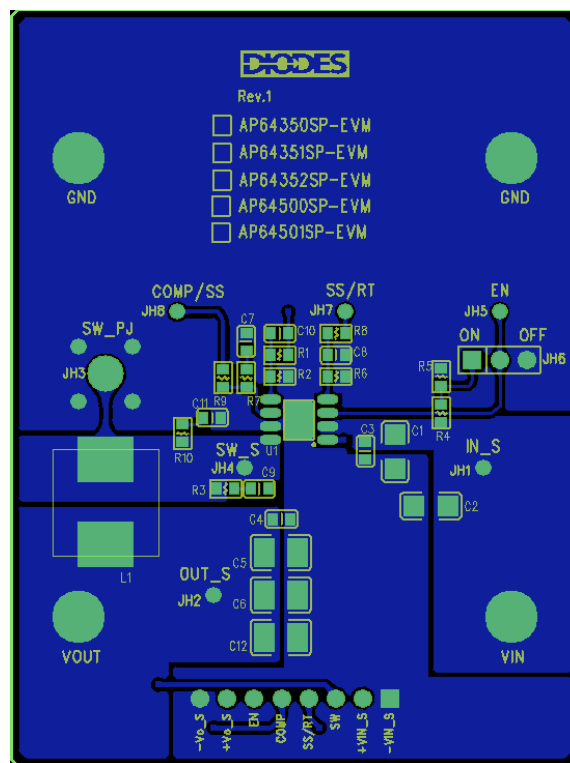 DIODES
Rev.1
AP64350SP-EVM
AP64351SP-EVM
AP64352SP-EVM
AP64500SP-EVM
AP64501SP-EVM
GND
GND
COMP/SS
SS/RT
EN
JH8
JH7
JH5
SW_PJ
C7
C10
R8
ON
OFF
JH3
R1
C8
R5
JH6
R2
R6
R9
R7
C11
R4
R10
U1
C3
C1
SW_S
IN_S
JH4
JH1
R3
C9
C4
C2
C5
L1
OUT_S
JH2
C6
C12
VOUT
VIN
-Vo_S
+Vo_S
EN
COMP
SS/RT
SW
+VIN_S
-VIN_S